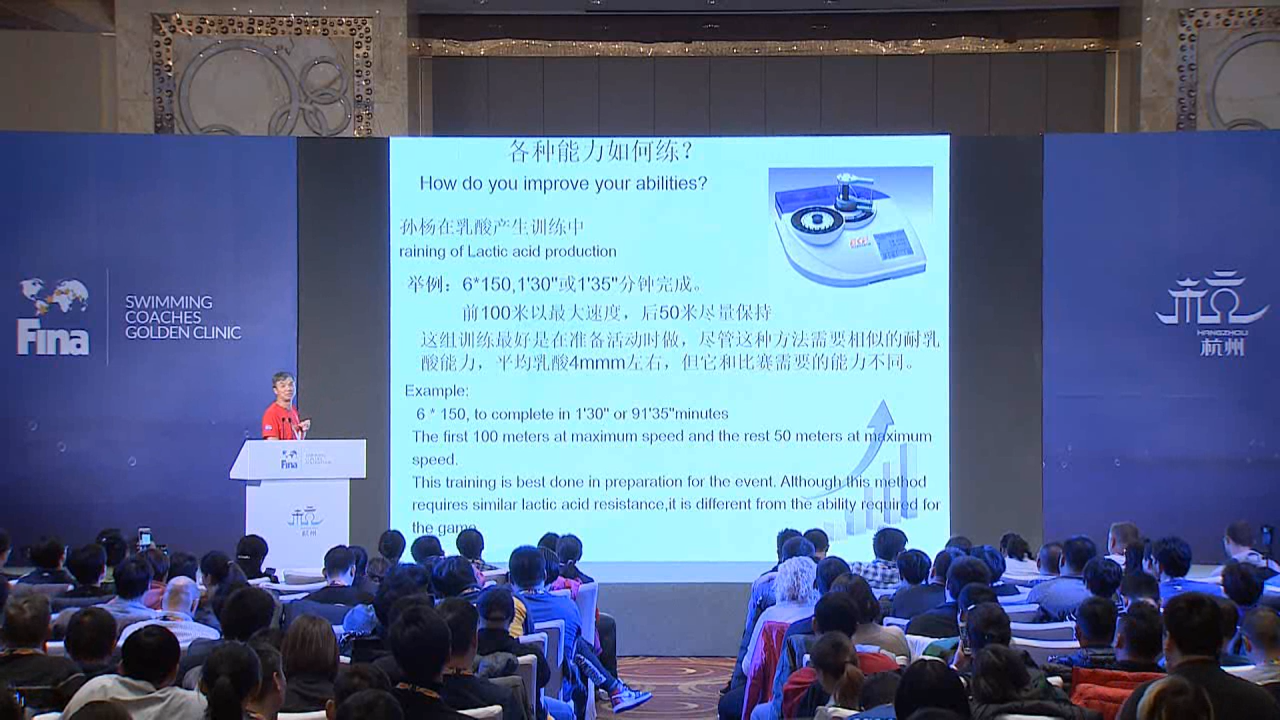 各种能力如何练？
How do you improve your abilities?
孙杨在乳酸产生训练中
raining of Lactic acid production
举例：6*150,1'30"或1'35"分钟完成。
前100米以最大速度，后50米尽量保持
这组训练最好是在准备活动时做，尽管这种方法需要相似的耐乳
酸能力，平均乳酸4mmm左右，但它和比赛需要的能力不同。
Example:
6 * 150, to complete in 1'30" or 91'35"minutes
The first 100 meters at maximum speed and the rest 50 meters at maximum
speed.
This training is best done in preparation for the event. Although this method
requires similar lactic acid resistance,it is different from the ability required for
the game
Fina
SWIMMING
COACHES
GOLDEN CLINIC
HANGZHOU
杭州
Fina
杭州